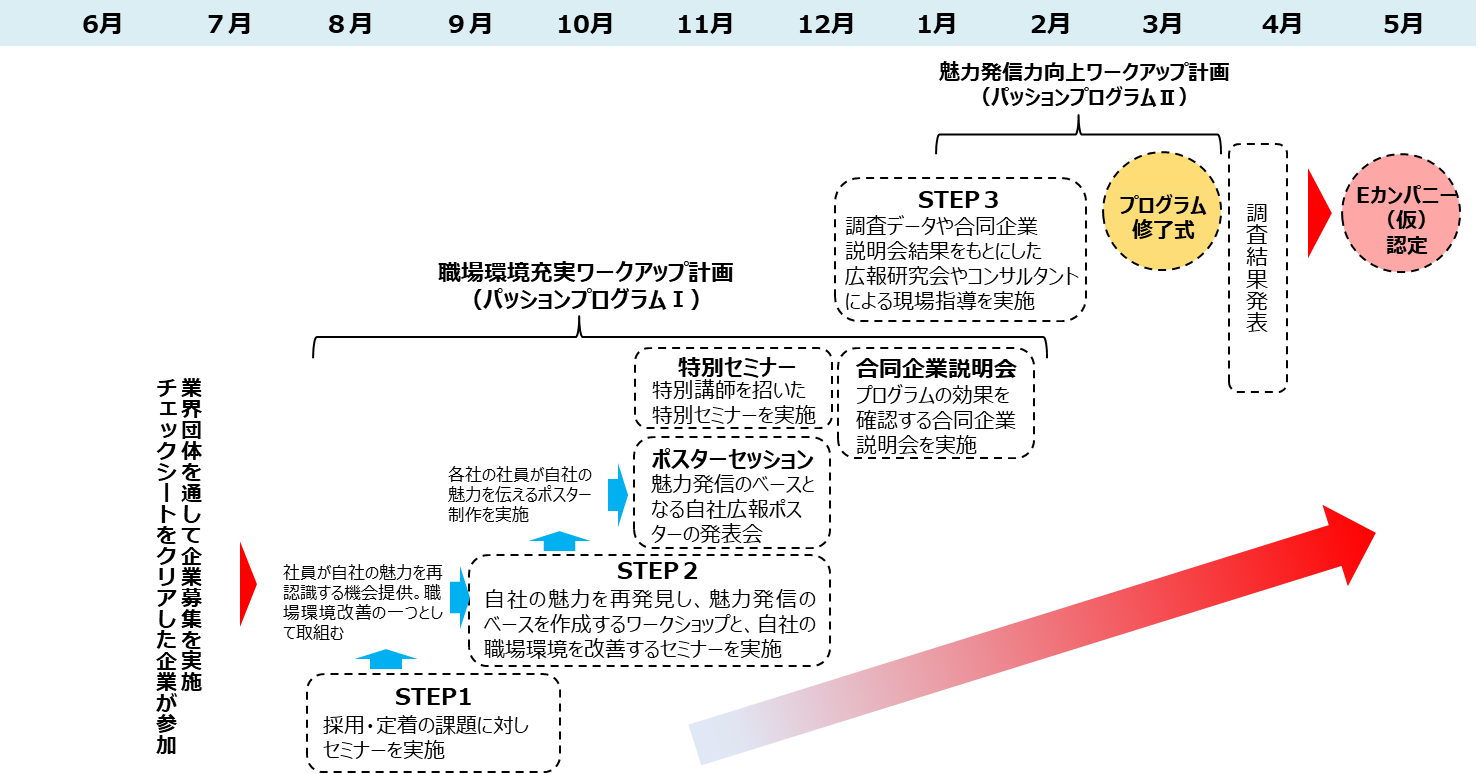 6月 7月 8月 9月 10月 11月 12月 1月 2月 3月 4月 5月
魅力発信力向上ワークアップ計画
（パッションプログラムⅡ）
STEP３
調査データや合同企業
説明会結果をもとにした
広報研究会やコンサルタント
による現場指導を実施
プログラム
修了式
調査結果発表
Eカンパニー
（仮）
認定
職場環境充実ワークアップ計画
（パッションプログラムⅠ）
特別セミナー
特別講師を招いた
特別セミナーを実施
合同企業説明会
プログラムの効果を
確認する合同企業
説明会を実施
業界団体を通して企業募集を実施
チェックシートをクリアした企業が参加
各社の社員が自社の
魅力を伝えるポスター
制作を実施
ポスターセッション
魅力発信のベースと
なる自社広報ポス
ターの発表会
社員が自社の魅力を再
認識する機会提供。職
場環境改善の一つとし
て取組む
STEP２
自社の魅力を再発見し、魅力発信の
ベースを作成するワークショップと、自社の
職場環境を改善するセミナーを実施
STEP1
採用・定着の課題に対し
セミナーを実施